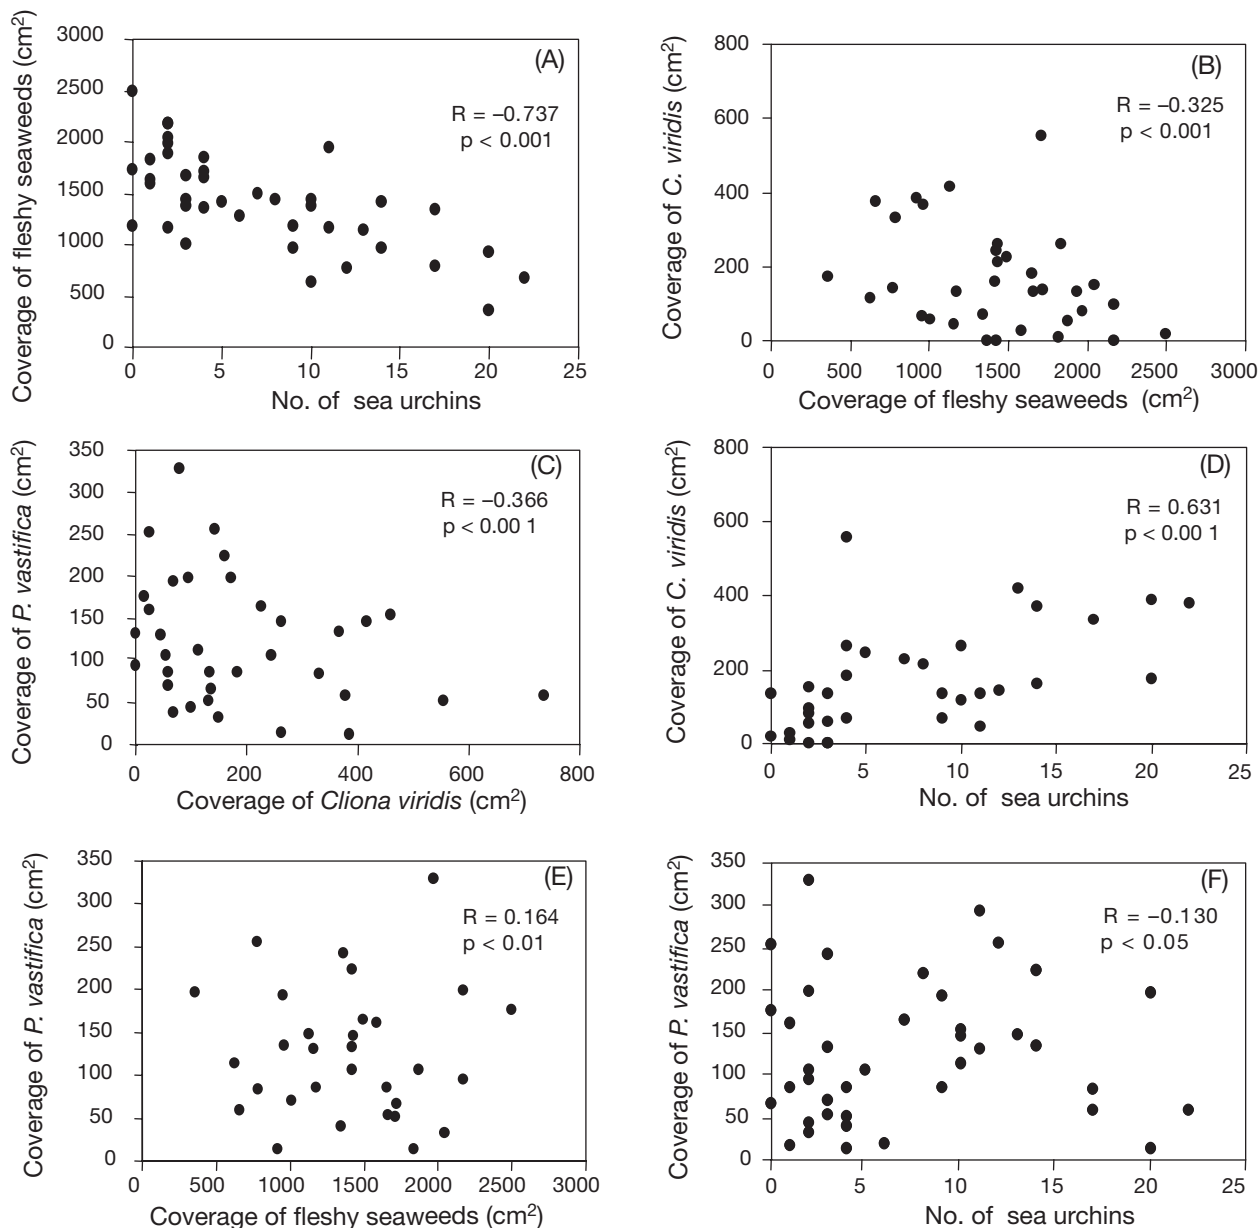 (A)
R = –0.737
p < 0.001
Coverage of fleshy seaweeds (cm²)
3000
2500
2000
1500
1000
500
0
0 5 10 15 20 25
No. of sea urchins
(B)
R = –0.325
p < 0.001
Coverage of C. viridis (cm²)
800
600
400
200
0
0 500 1000 1500 2000 2500 3000
Coverage of fleshy seaweeds (cm²)
(C)
R = –0.366
p < 0.00 1
Coverage of P. vastifica (cm²)
350
300
250
200
150
100
50
0
0 200 400 600 800
Coverage of Cliona viridis (cm²)
(D)
R = 0.631
p < 0.00 1
Coverage of C. viridis (cm²)
800
600
400
200
0
0 5 10 15 20 25
No. of sea urchins
(E)
R = 0.164
p < 0.01
Coverage of P. vastifica (cm²)
350
300
250
200
150
100
50
0
0 500 1000 1500 2000 2500 3000
Coverage of fleshy seaweeds (cm²)
(F)
R = –0.130
p < 0.05
Coverage of P. vastifica (cm²)
350
300
250
200
150
100
50
0
0 5 10 15 20 25
No. of sea urchins